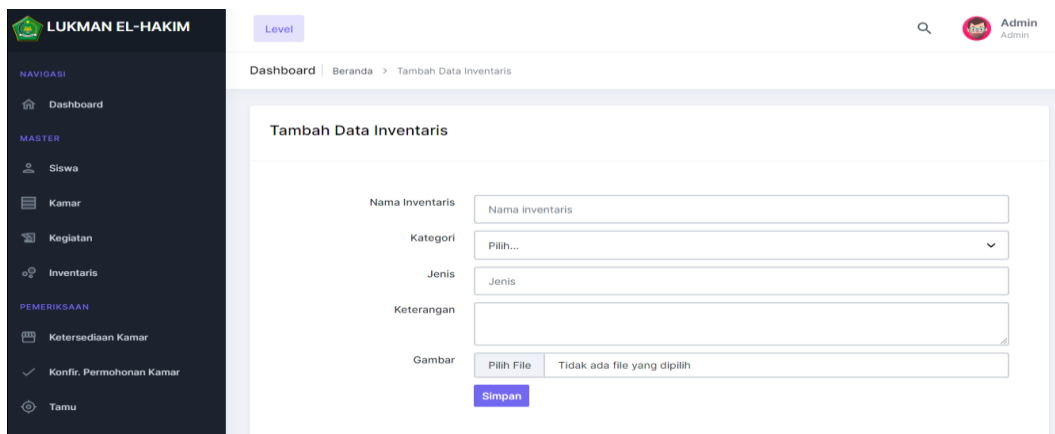 LUKMAN EL-HAKIM
NAVIGASI
Dashboard
MASTER
Siswa
Kamar
Kegiatan
Inventaris
PEMERIKSAAN
Ketersediaan Kamar
Konfir. Permohonan Kamar
Tamu
Level
Admin
Admin
Dashboard Beranda > Tambah Data Inventaris
Tambah Data Inventaris
Nama Inventaris Nama inventaris
Kategori Pilih...
Jenis Jenis
Keterangan
Gambar Pilih File Tidak ada file yang dipilih
Simpan